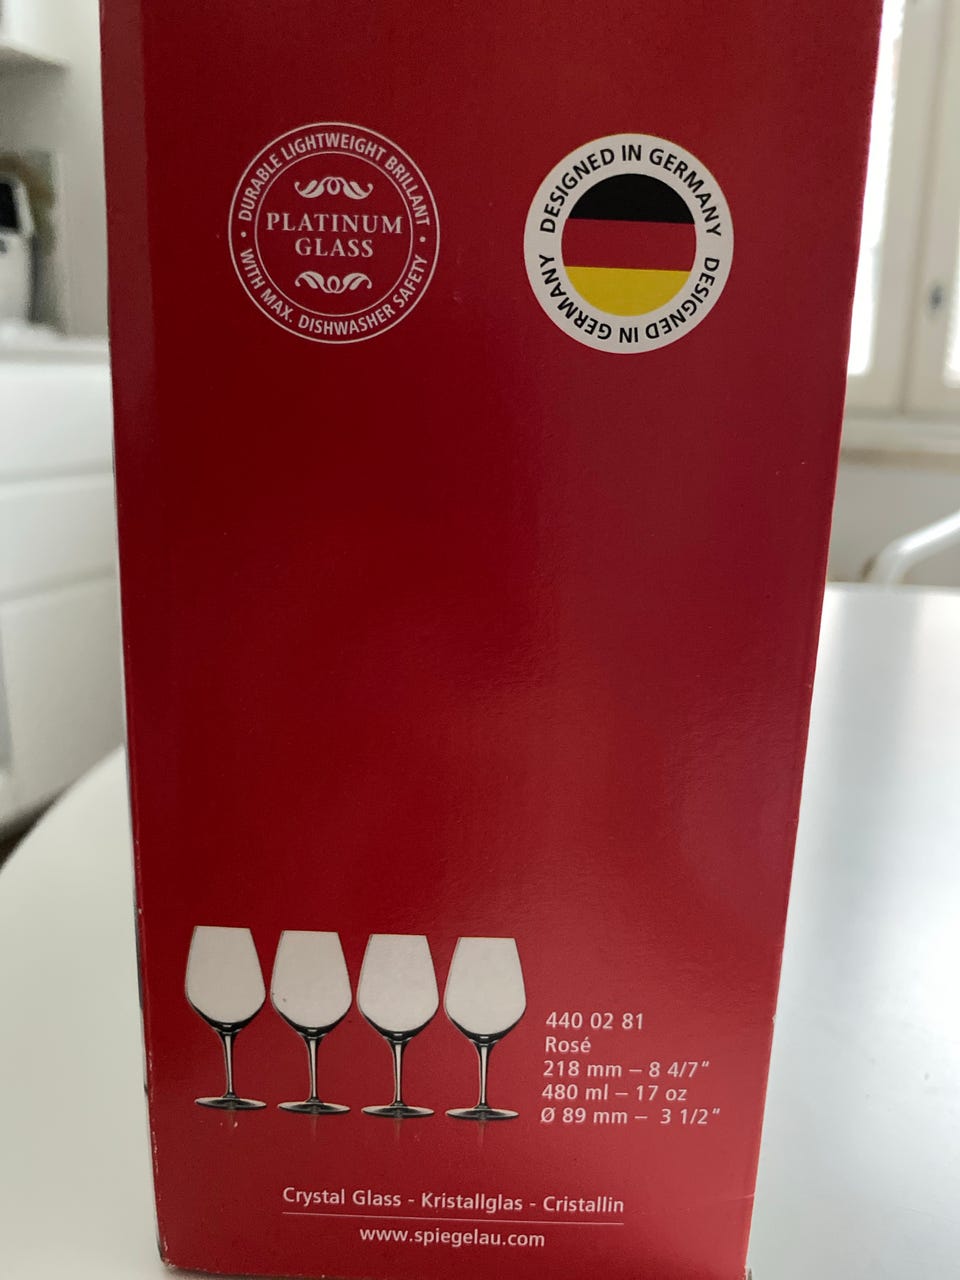 · DURABLE LIGHTWEIGHT BRILLANT ·
PLATINUM
GLASS
WITH MAX. DISHWASHER SAFETY
DESIGNED IN GERMANY
DESIGNED IN GERMANY
440 02 81
Rosé
218 mm – 8 4/7“
480 ml – 17 oz
Ø 89 mm – 3 1/2“
Crystal Glass - Kristallglas - Cristallin
www.spiegelau.com